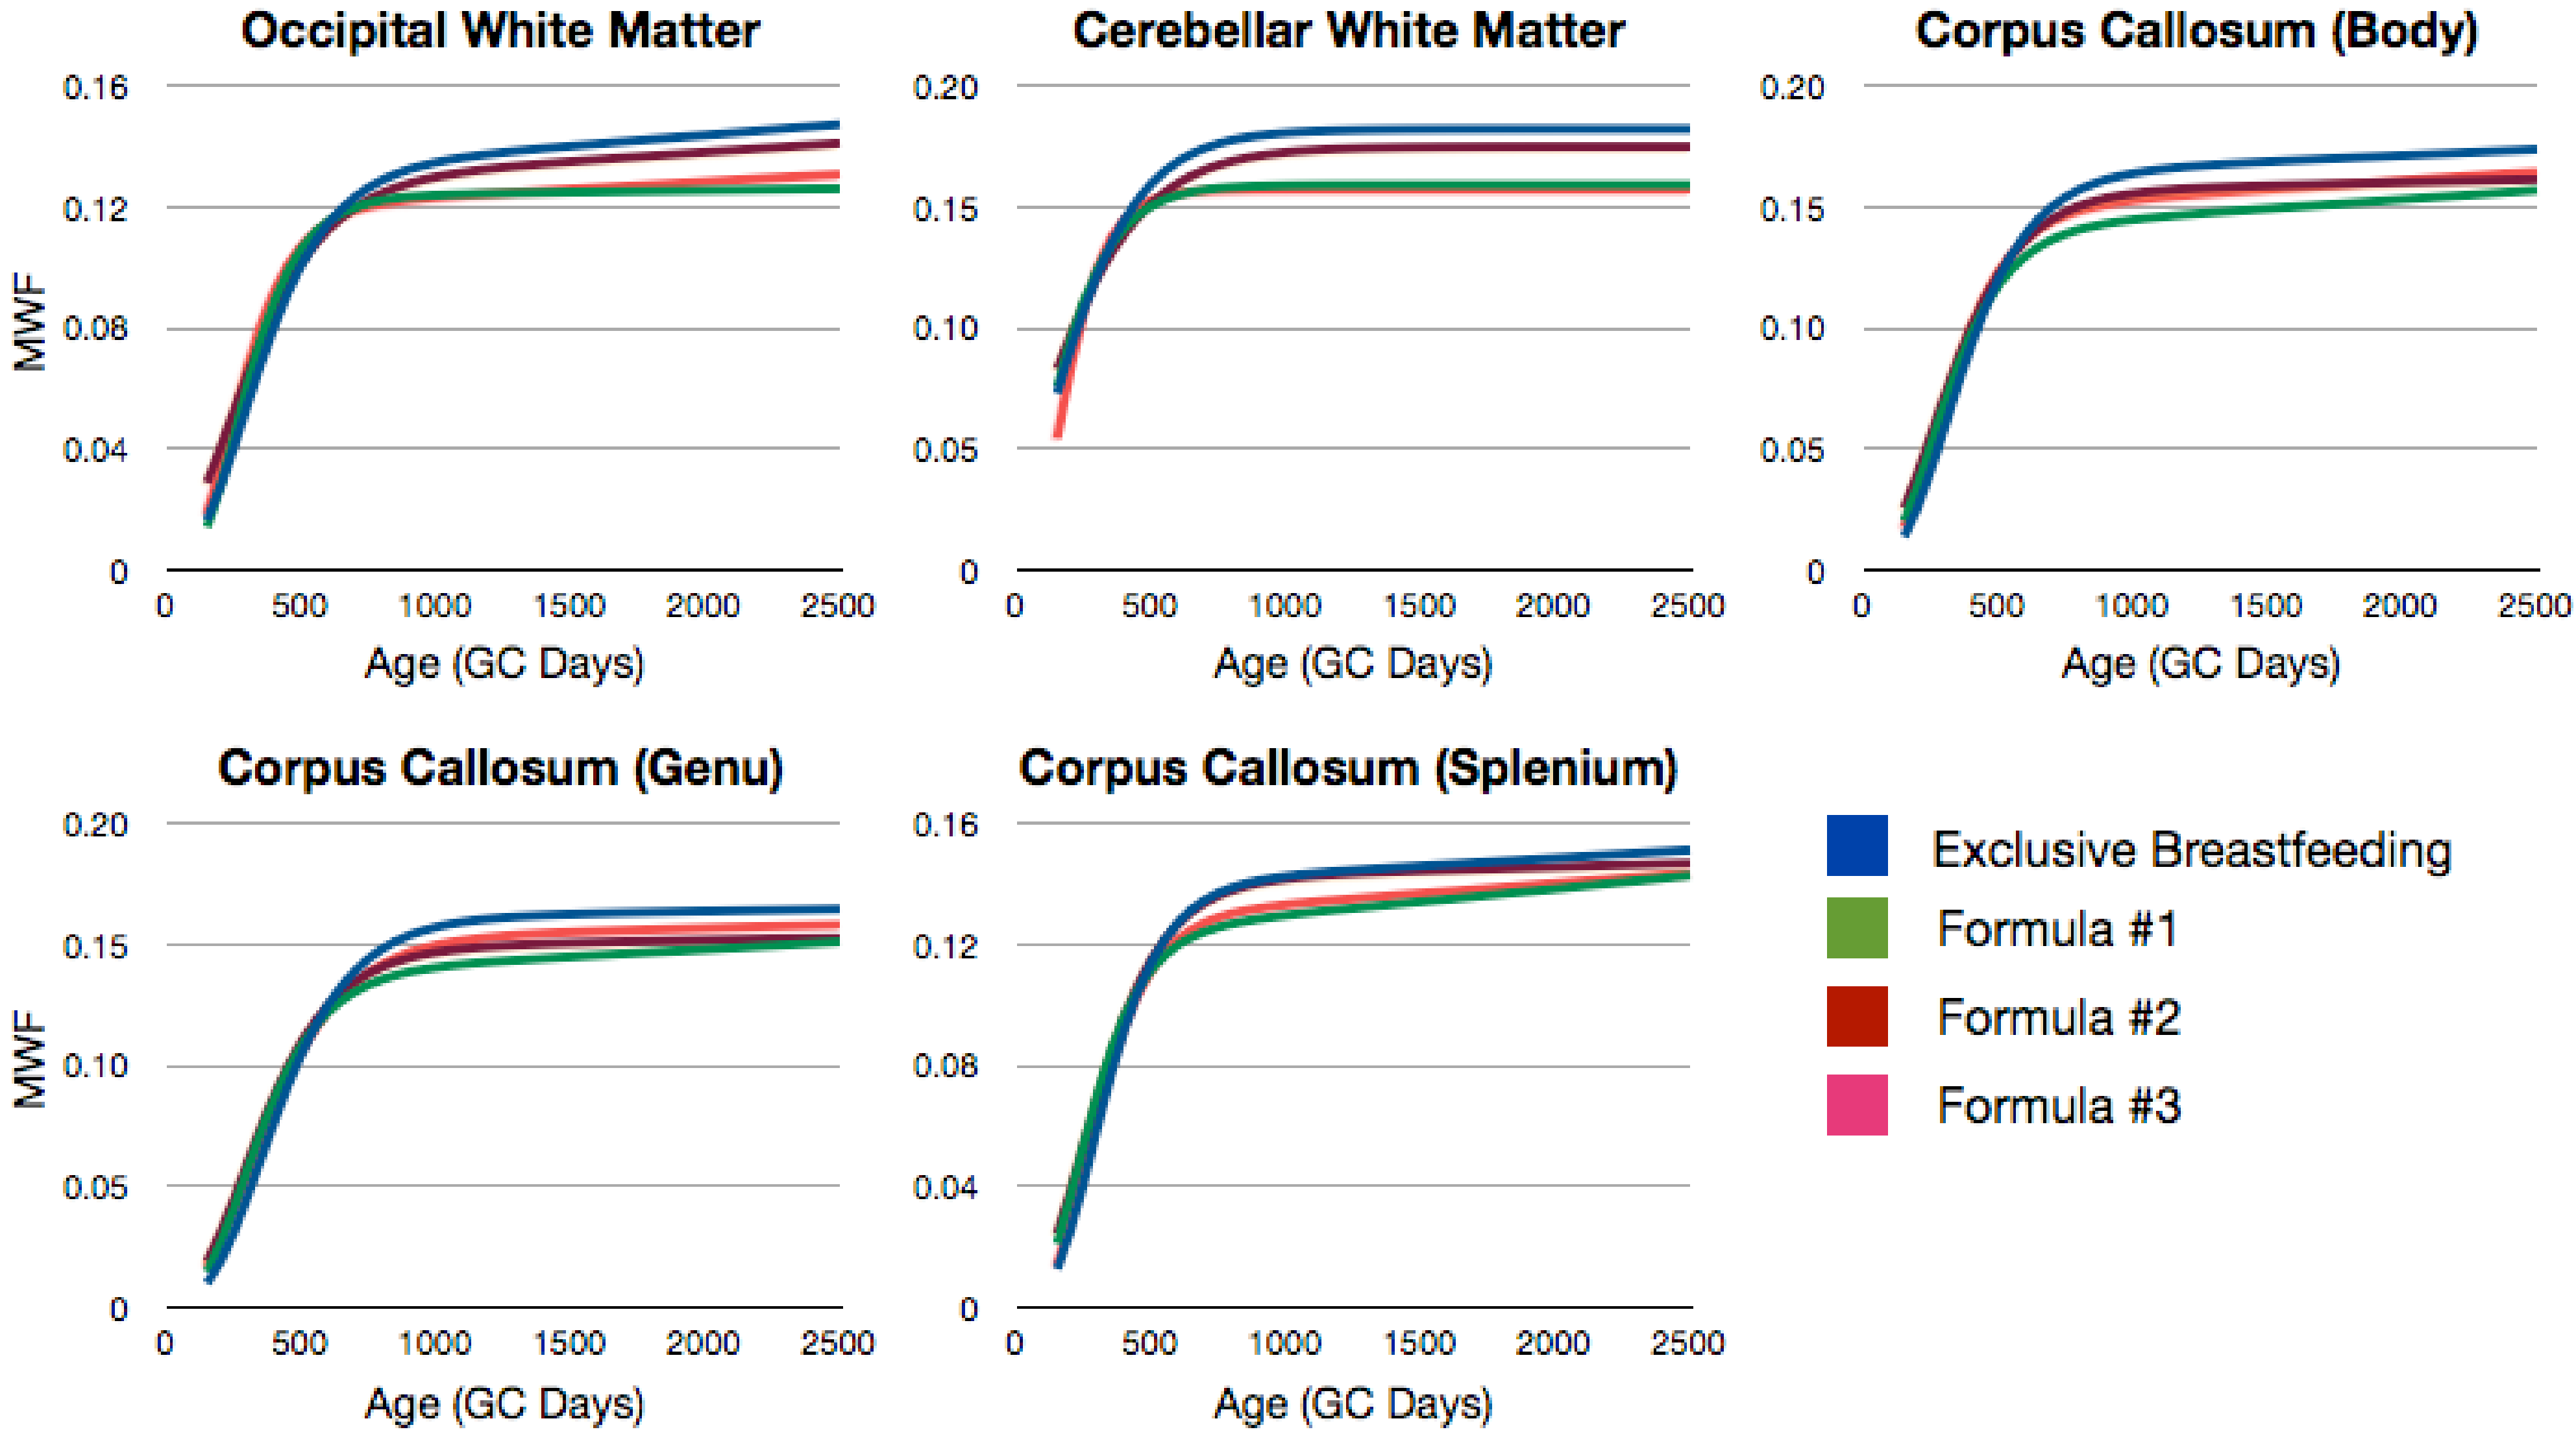 Occipital White Matter
Cerebellar White Matter
Corpus Callosum (Body)
MWF
0.16
0.12
0.08
0.04
0
0 500 1000 1500 2000 2500
Age (GC Days)
0.20
0.15
0.10
0.05
0
0 500 1000 1500 2000 2500
Age (GC Days)
0.20
0.15
0.10
0.05
0
0 500 1000 1500 2000 2500
Age (GC Days)
Corpus Callosum (Genu)
Corpus Callosum (Splenium)
MWF
0.20
0.15
0.10
0.05
0
0 500 1000 1500 2000 2500
Age (GC Days)
0.16
0.12
0.08
0.04
0
0 500 1000 1500 2000 2500
Age (GC Days)
Exclusive Breastfeeding
Formula #1
Formula #2
Formula #3